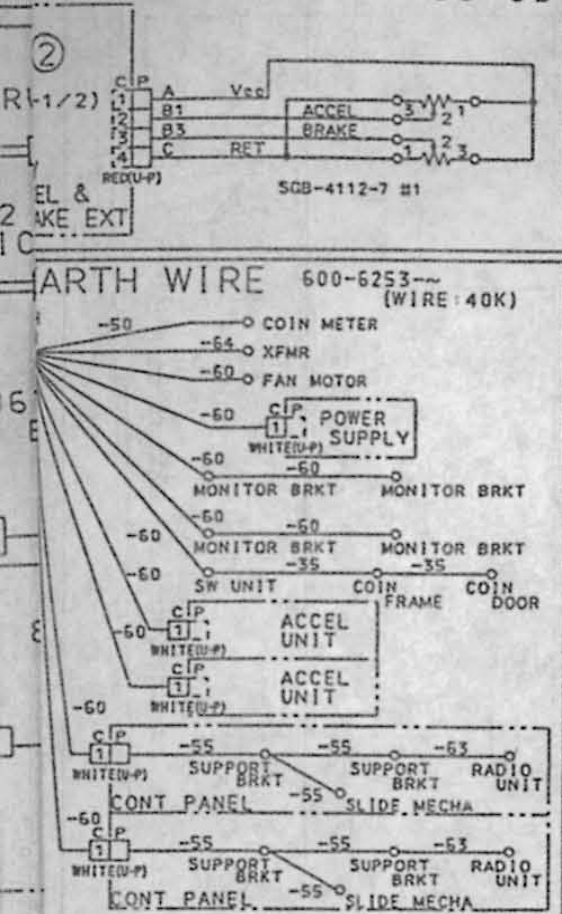 2
C P
A Vcc
1
B1 ACCEL 3 1
2 2
B3 BRAKE
3 2
C RET 1 3
4
RED(U-P)
SGB-4112-7 #1
EL &
AKE EXT
ARTH WIRE 600-6253-~
(WIRE:40K)
-50 COIN METER
-64 XFMR
-60 FAN MOTOR
-60 C P
1
WHITE(U-P)
POWER
SUPPLY
-60 -60
MONITOR BRKT MONITOR BRKT
-60 -60
MONITOR BRKT MONITOR BRKT
-60 -35 -35
SW UNIT COIN FRAME COIN DOOR
-60
C P
1
WHITE(U-P)
ACCEL
UNIT
-60
C P
1
WHITE(U-P)
ACCEL
UNIT
-60 C P
1 -55 -55 -63
WHITE(U-P) SUPPORT BRKT SUPPORT BRKT RADIO UNIT
CONT PANEL -55 SLIDE MECHA
-60 C P
1 -55 -55 -63
WHITE(U-P) SUPPORT BRKT SUPPORT BRKT RADIO UNIT
CONT PANEL -55 SLIDE MECHA